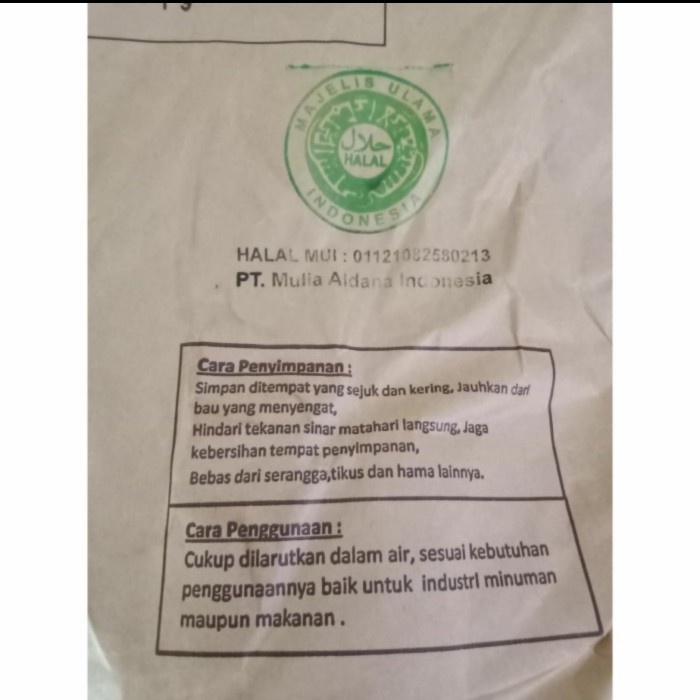 MAJELIS ULAMA
حلال
HALAL
INDONESIA
HALAL MUI : 01121082580213
PT. Mulia Aldana Indonesia
Cara Penyimpanan :
Simpan ditempat yang sejuk dan kering, Jauhkan dari
bau yang menyengat,
Hindari tekanan sinar matahari langsung, Jaga
kebersihan tempat penyimpanan,
Bebas dari serangga,tikus dan hama lainnya.
Cara Penggunaan :
Cukup dilarutkan dalam air, sesuai kebutuhan
penggunaannya baik untuk industri minuman
maupun makanan .